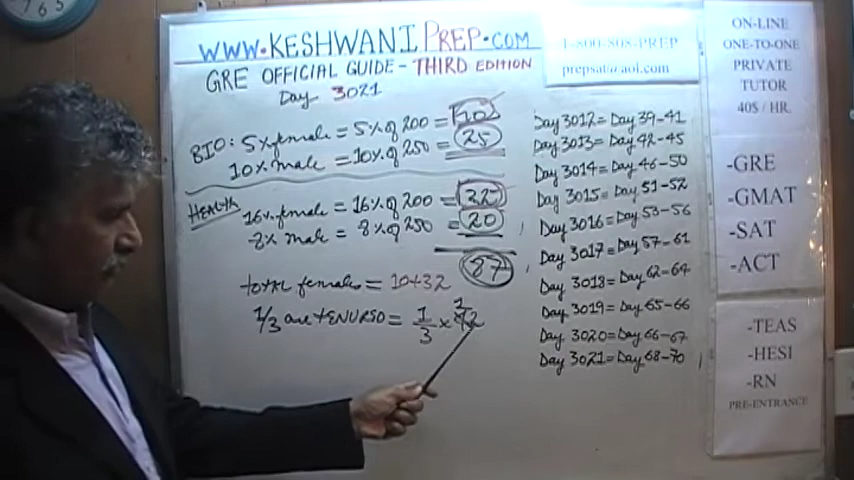 WWW.KESHWANIPREP.COM
GRE OFFICIAL GUIDE - THIRD EDITION
Day 3021
BIO: 5% female = 5% of 200 = 10
10% male = 10% of 250 = 25
HEALTH
16% female = 16% of 200 = 32
8% male = 8% of 250 = 20
87
total females = 10+32
1/3 are tENURED = 1/3 × 42
1-800-808-PREP
prepsat@aol.com
Day 3012 = Day 39-41
Day 3013 = Day 42-45
Day 3014 = Day 46-50
Day 3015 = Day 51-52
Day 3016 = Day 53-56
Day 3017 = Day 57-61
Day 3018 = Day 62-64
Day 3019 = Day 65-66
Day 3020 = Day 66-67
Day 3021 = Day 68-70
ON-LINE
ONE-TO-ONE
PRIVATE
TUTOR
40$ / HR.
-GRE
-GMAT
-SAT
-ACT
-TEAS
-HESI
-RN
PRE-ENTRANCE